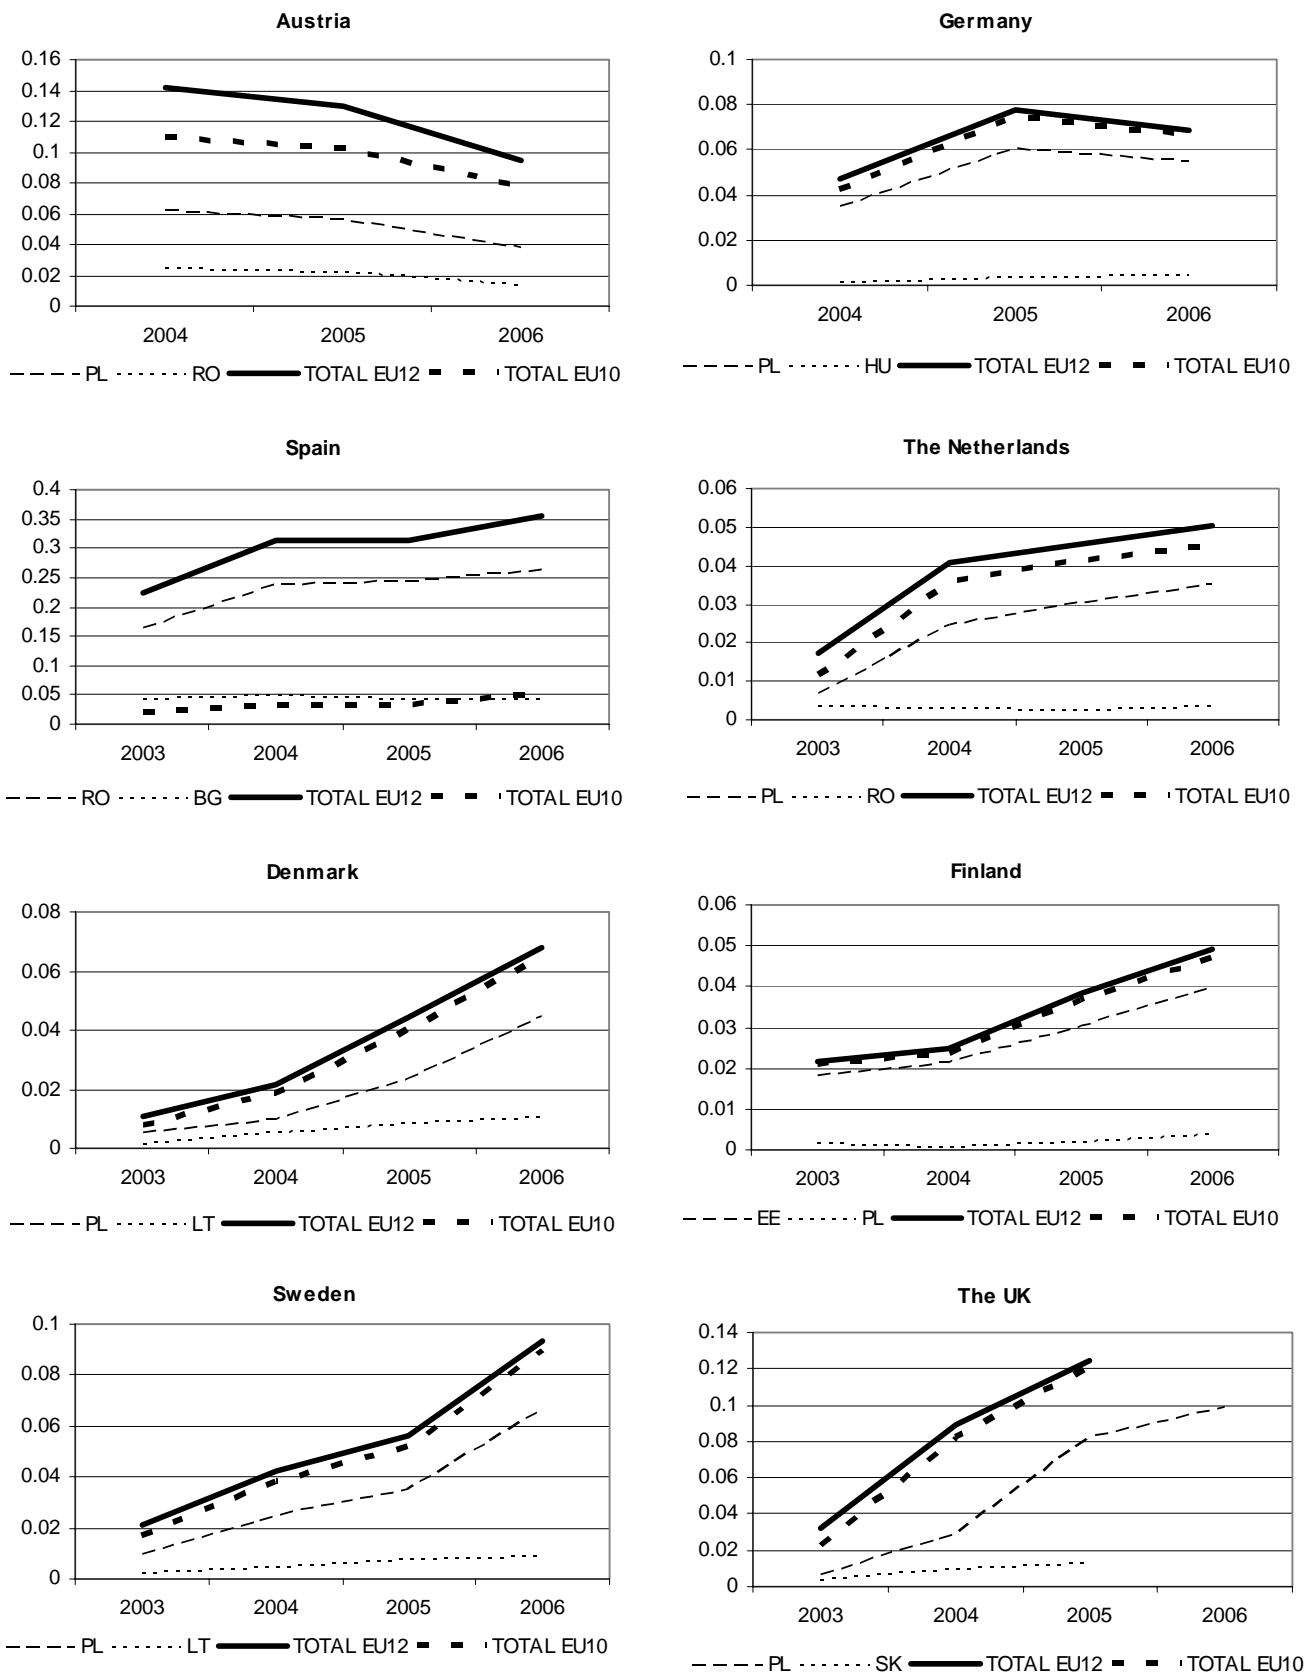 Austria
0.16
0.14
0.12
0.1
0.08
0.06
0.04
0.02
0
2004 2005 2006
PL RO TOTAL EU12 TOTAL EU10
Germany
0.1
0.08
0.06
0.04
0.02
0
2004 2005 2006
PL HU TOTAL EU12 TOTAL EU10
Spain
0.4
0.35
0.3
0.25
0.2
0.15
0.1
0.05
0
2003 2004 2005 2006
RO BG TOTAL EU12 TOTAL EU10
The Netherlands
0.06
0.05
0.04
0.03
0.02
0.01
0
2003 2004 2005 2006
PL RO TOTAL EU12 TOTAL EU10
Denmark
0.08
0.06
0.04
0.02
0
2003 2004 2005 2006
PL LT TOTAL EU12 TOTAL EU10
Finland
0.06
0.05
0.04
0.03
0.02
0.01
0
2003 2004 2005 2006
EE PL TOTAL EU12 TOTAL EU10
Sweden
0.1
0.08
0.06
0.04
0.02
0
2003 2004 2005 2006
PL LT TOTAL EU12 TOTAL EU10
The UK
0.14
0.12
0.1
0.08
0.06
0.04
0.02
0
2003 2004 2005 2006
PL SK TOTAL EU12 TOTAL EU10